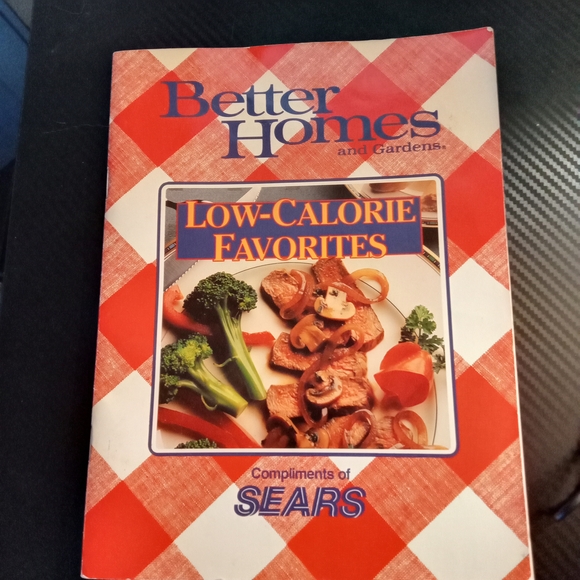 Better
Homes
and Gardens®
LOW-CALORIE
FAVORITES
Compliments of
SEARS